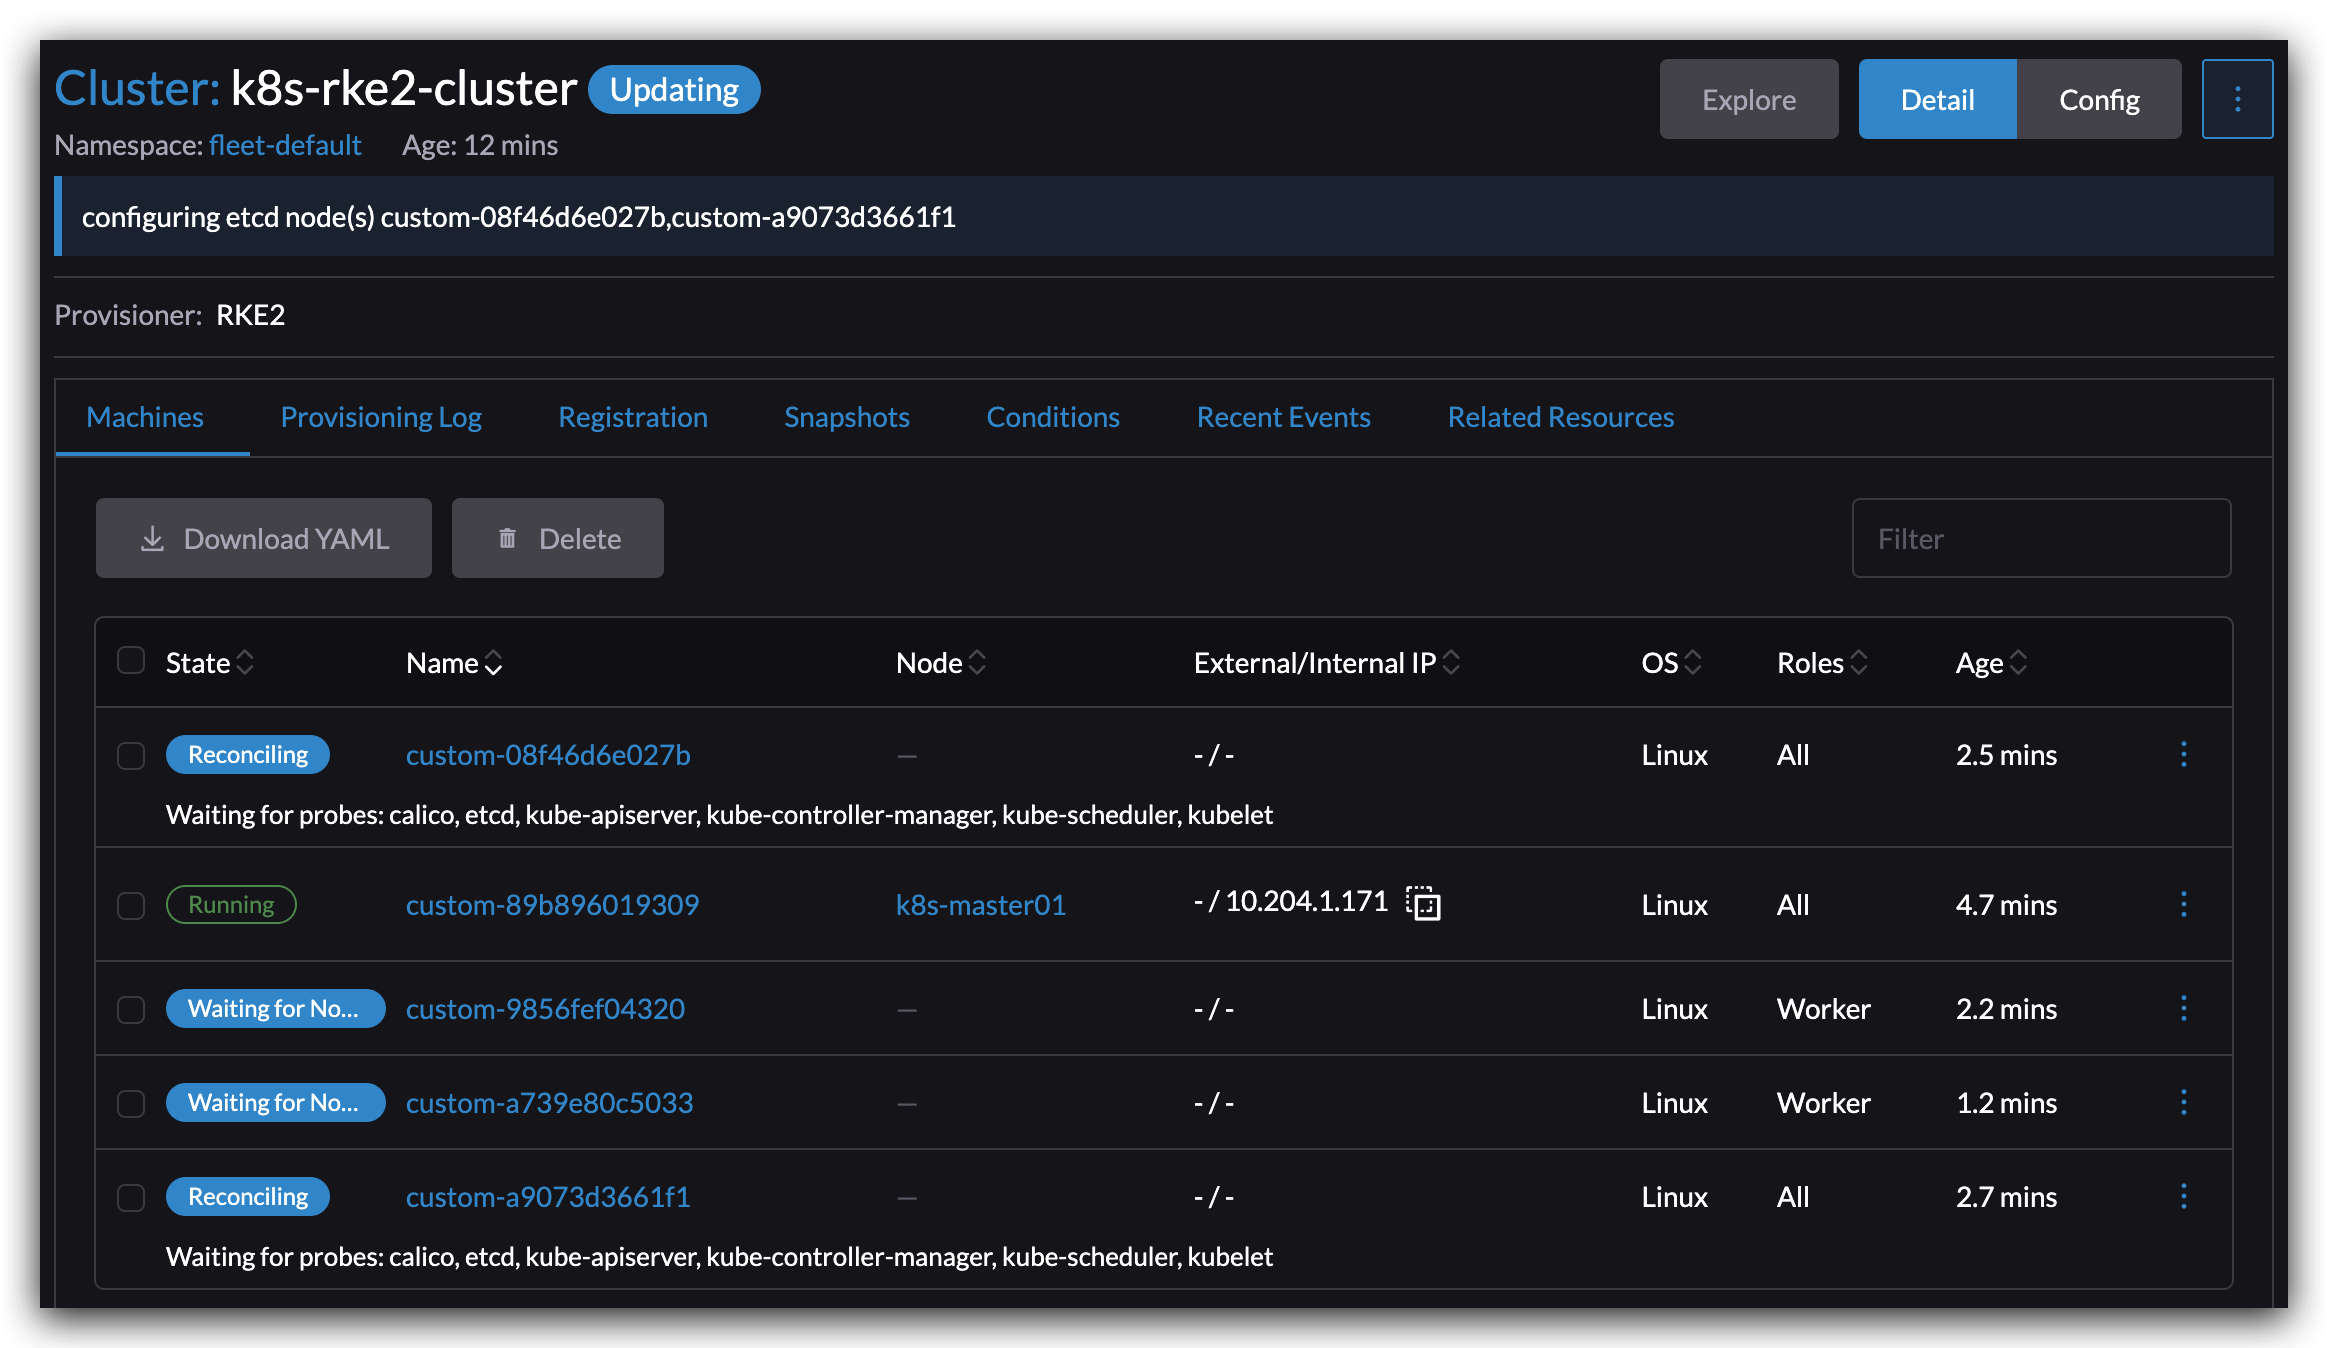 Cluster: k8s-rke2-cluster Updating
Explore Detail Config
Namespace: fleet-default Age: 12 mins
configuring etcd node(s) custom-08f46d6e027b,custom-a9073d3661f1
Provisioner: RKE2
Machines Provisioning Log Registration Snapshots Conditions Recent Events Related Resources
Download YAML Delete Filter
State Name Node External/Internal IP OS Roles Age
Reconciling custom-08f46d6e027b — - / - Linux All 2.5 mins
Waiting for probes: calico, etcd, kube-apiserver, kube-controller-manager, kube-scheduler, kubelet
Running custom-89b896019309 k8s-master01 - / 10.204.1.171 Linux All 4.7 mins
Waiting for No... custom-9856fef04320 — - / - Linux Worker 2.2 mins
Waiting for No... custom-a739e80c5033 — - / - Linux Worker 1.2 mins
Reconciling custom-a9073d3661f1 — - / - Linux All 2.7 mins
Waiting for probes: calico, etcd, kube-apiserver, kube-controller-manager, kube-scheduler, kubelet